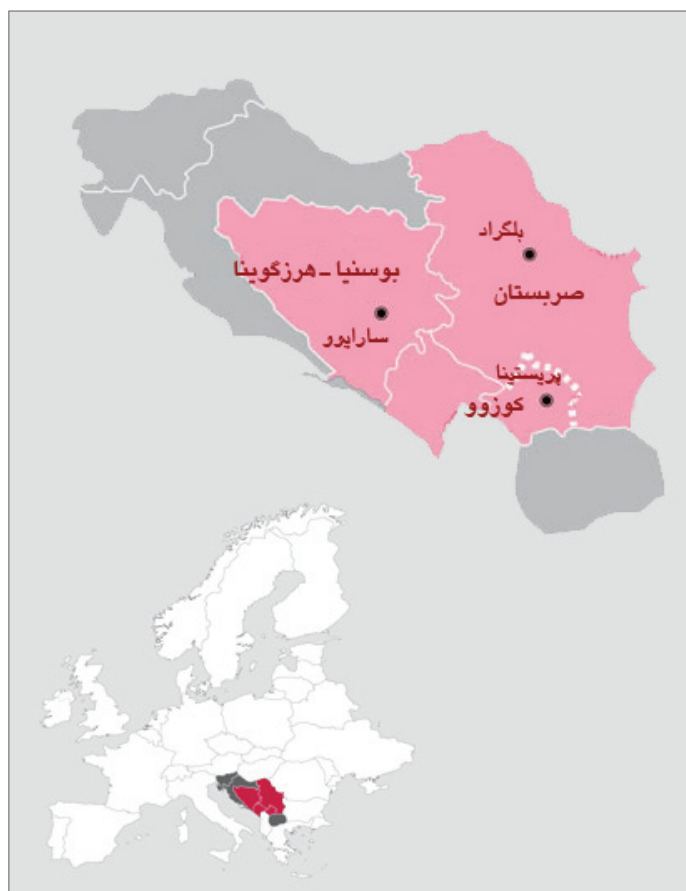 بلگراد
بوسنیا-هرزگوینا
صربستان
سارایوو
پریستینا
کوزوو